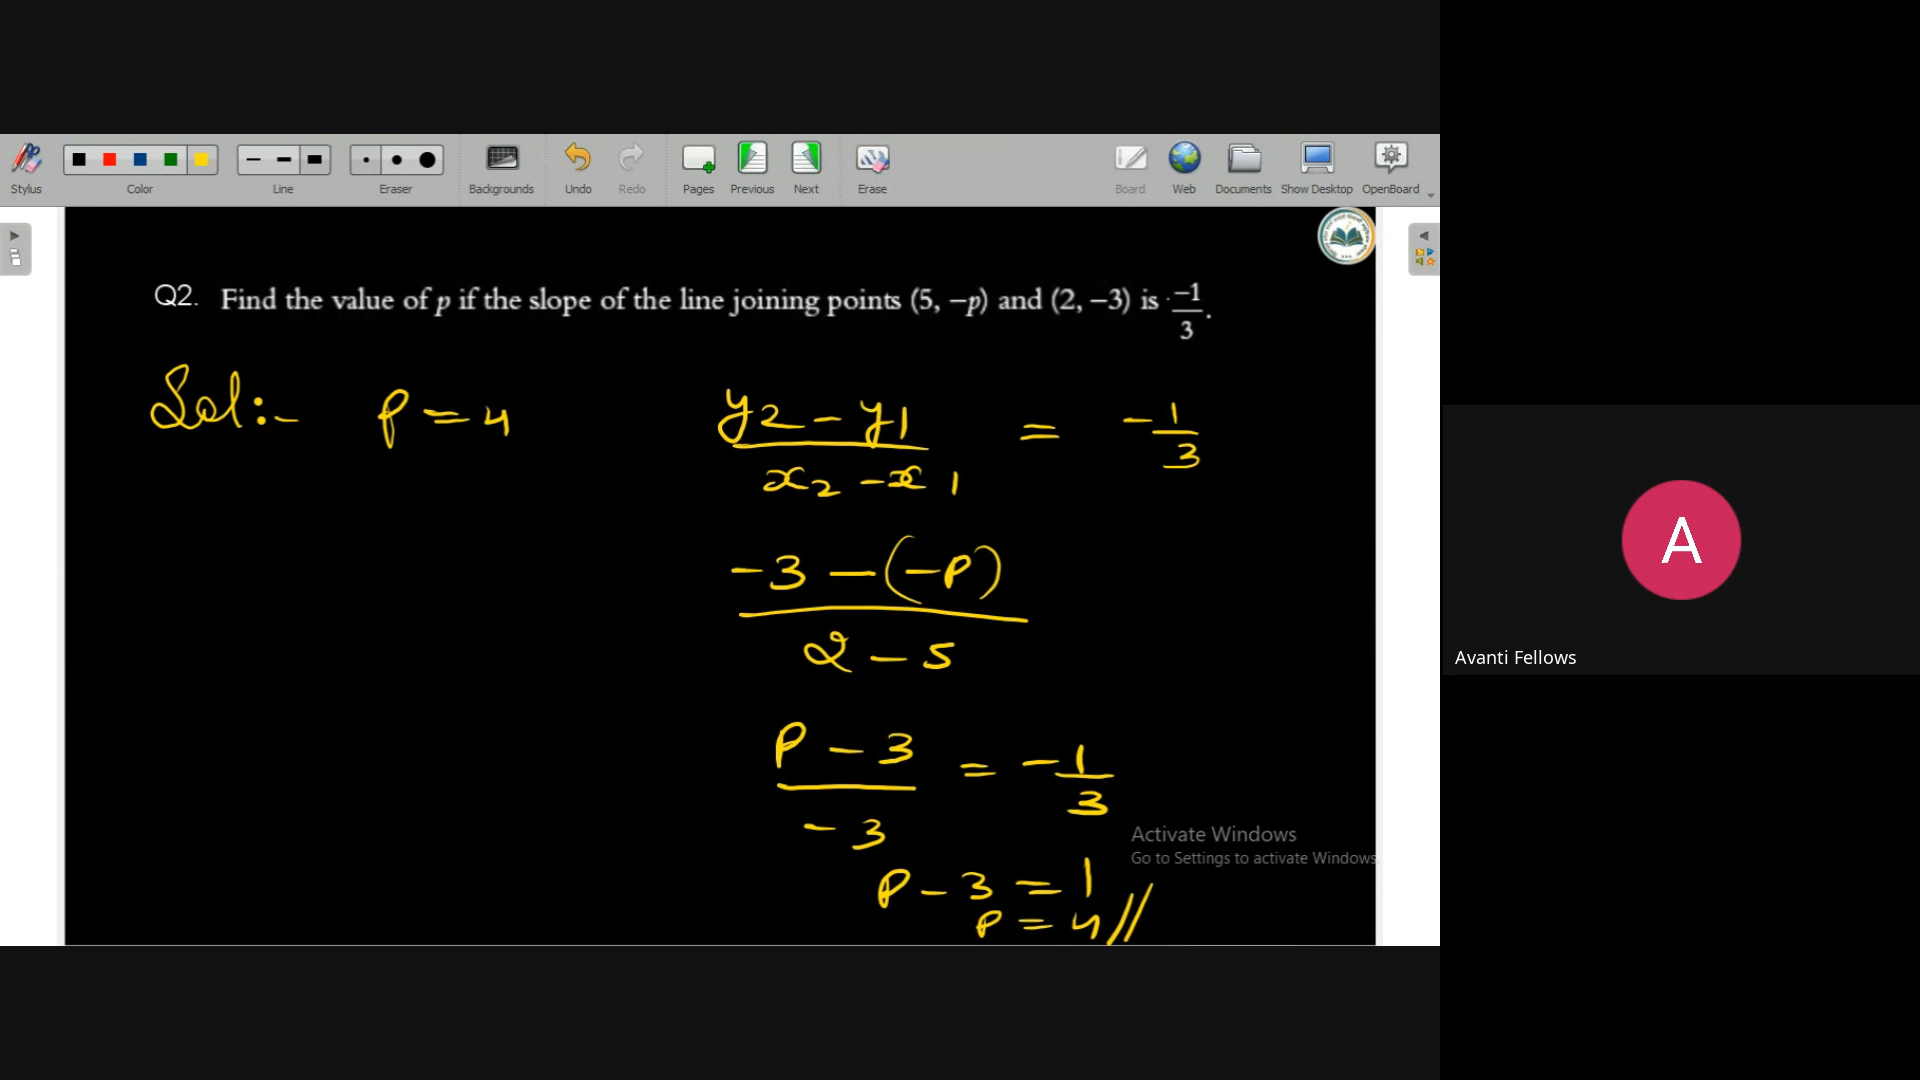 Stylus Color Line Eraser Backgrounds Undo Redo Pages Previous Next Erase Board Web Documents Show Desktop OpenBoard
Q2. Find the value of p if the slope of the line joining points (5, −p) and (2, −3) is −1/3.
Sol:- P = 4
y2 - y1 / x2 - x1 = -1/3
-3 - (-P) / 2 - 5
P - 3 / -3 = -1/3
P - 3 = 1
P = 4 //
Activate Windows
Go to Settings to activate Windows.
A
Avanti Fellows